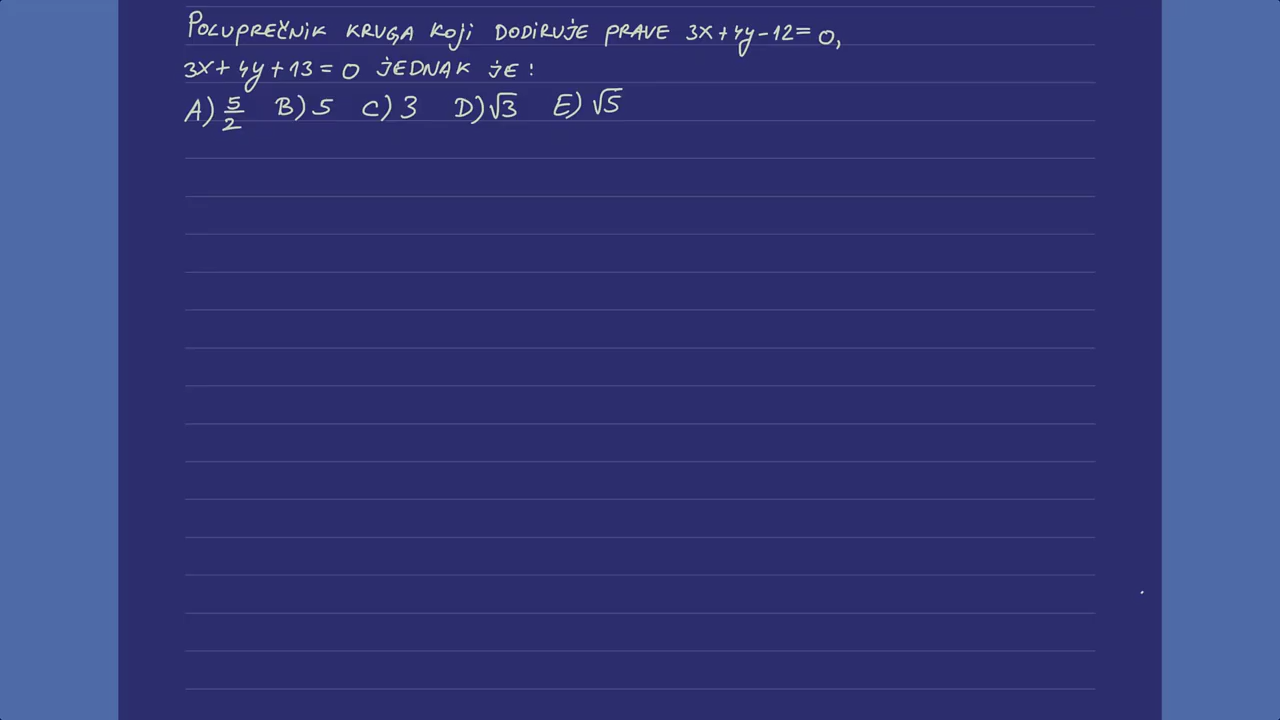 POLUPREČNIK KRUGA KOJI DODIRUJE PRAVE 3x+4y-12=0,
3x+4y+13=0 JEDNAK JE:
A) 5/2 B) 5 C) 3 D) √3 E) √5